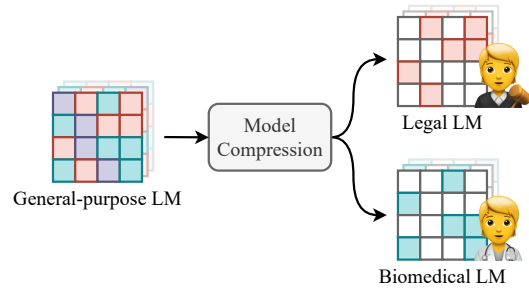 General-purpose LM
Model
Compression
Legal LM
Biomedical LM